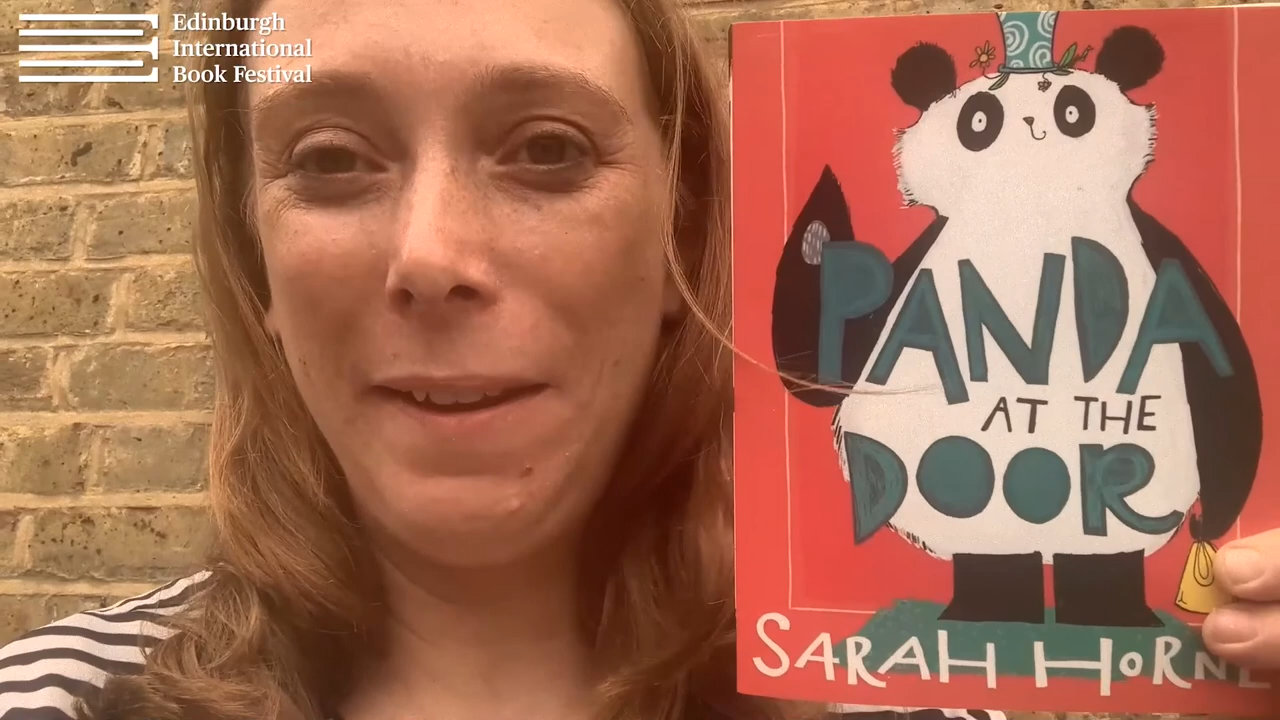 Edinburgh
International
Book Festival
PANDA
AT THE
DOOR
SARAH HORNE